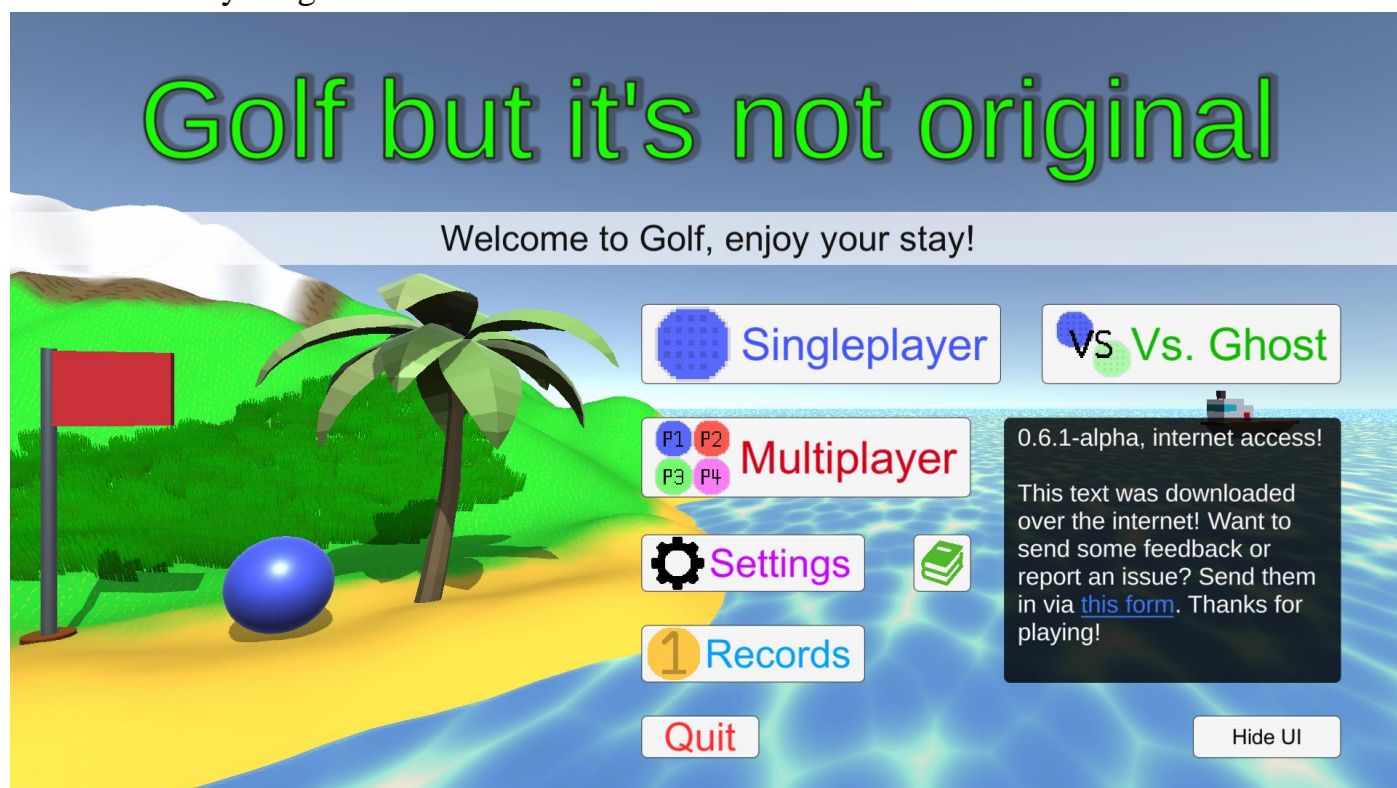 Golf but it's not original
Welcome to Golf, enjoy your stay!
Singleplayer
VS Vs. Ghost
P1 P2
P3 P4
Multiplayer
0.6.1-alpha, internet access!
This text was downloaded
over the internet! Want to
send some feedback or
report an issue? Send them
in via this form. Thanks for
playing!
Settings
1 Records
Quit
Hide UI